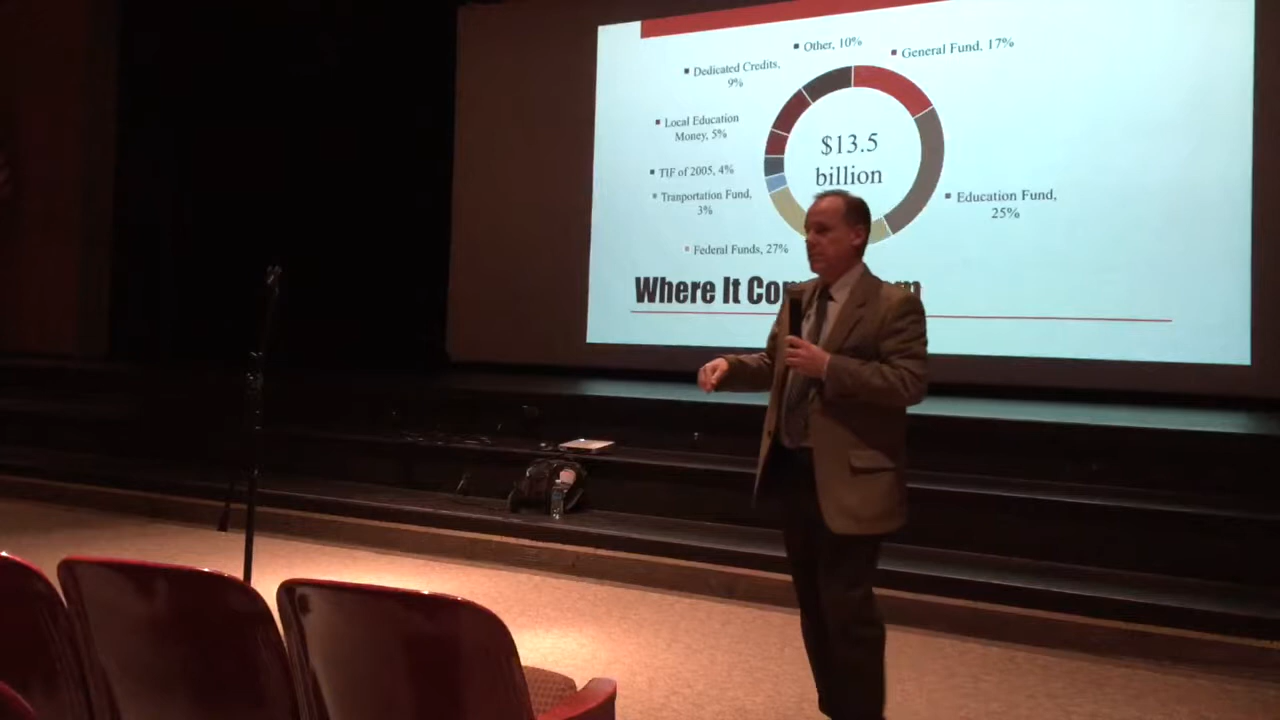 Other, 10%
General Fund, 17%
Dedicated Credits,
9%
Local Education
Money, 5%
$13.5
billion
TIF of 2005, 4%
Tranportation Fund,
3%
Education Fund,
25%
Federal Funds, 27%
Where It